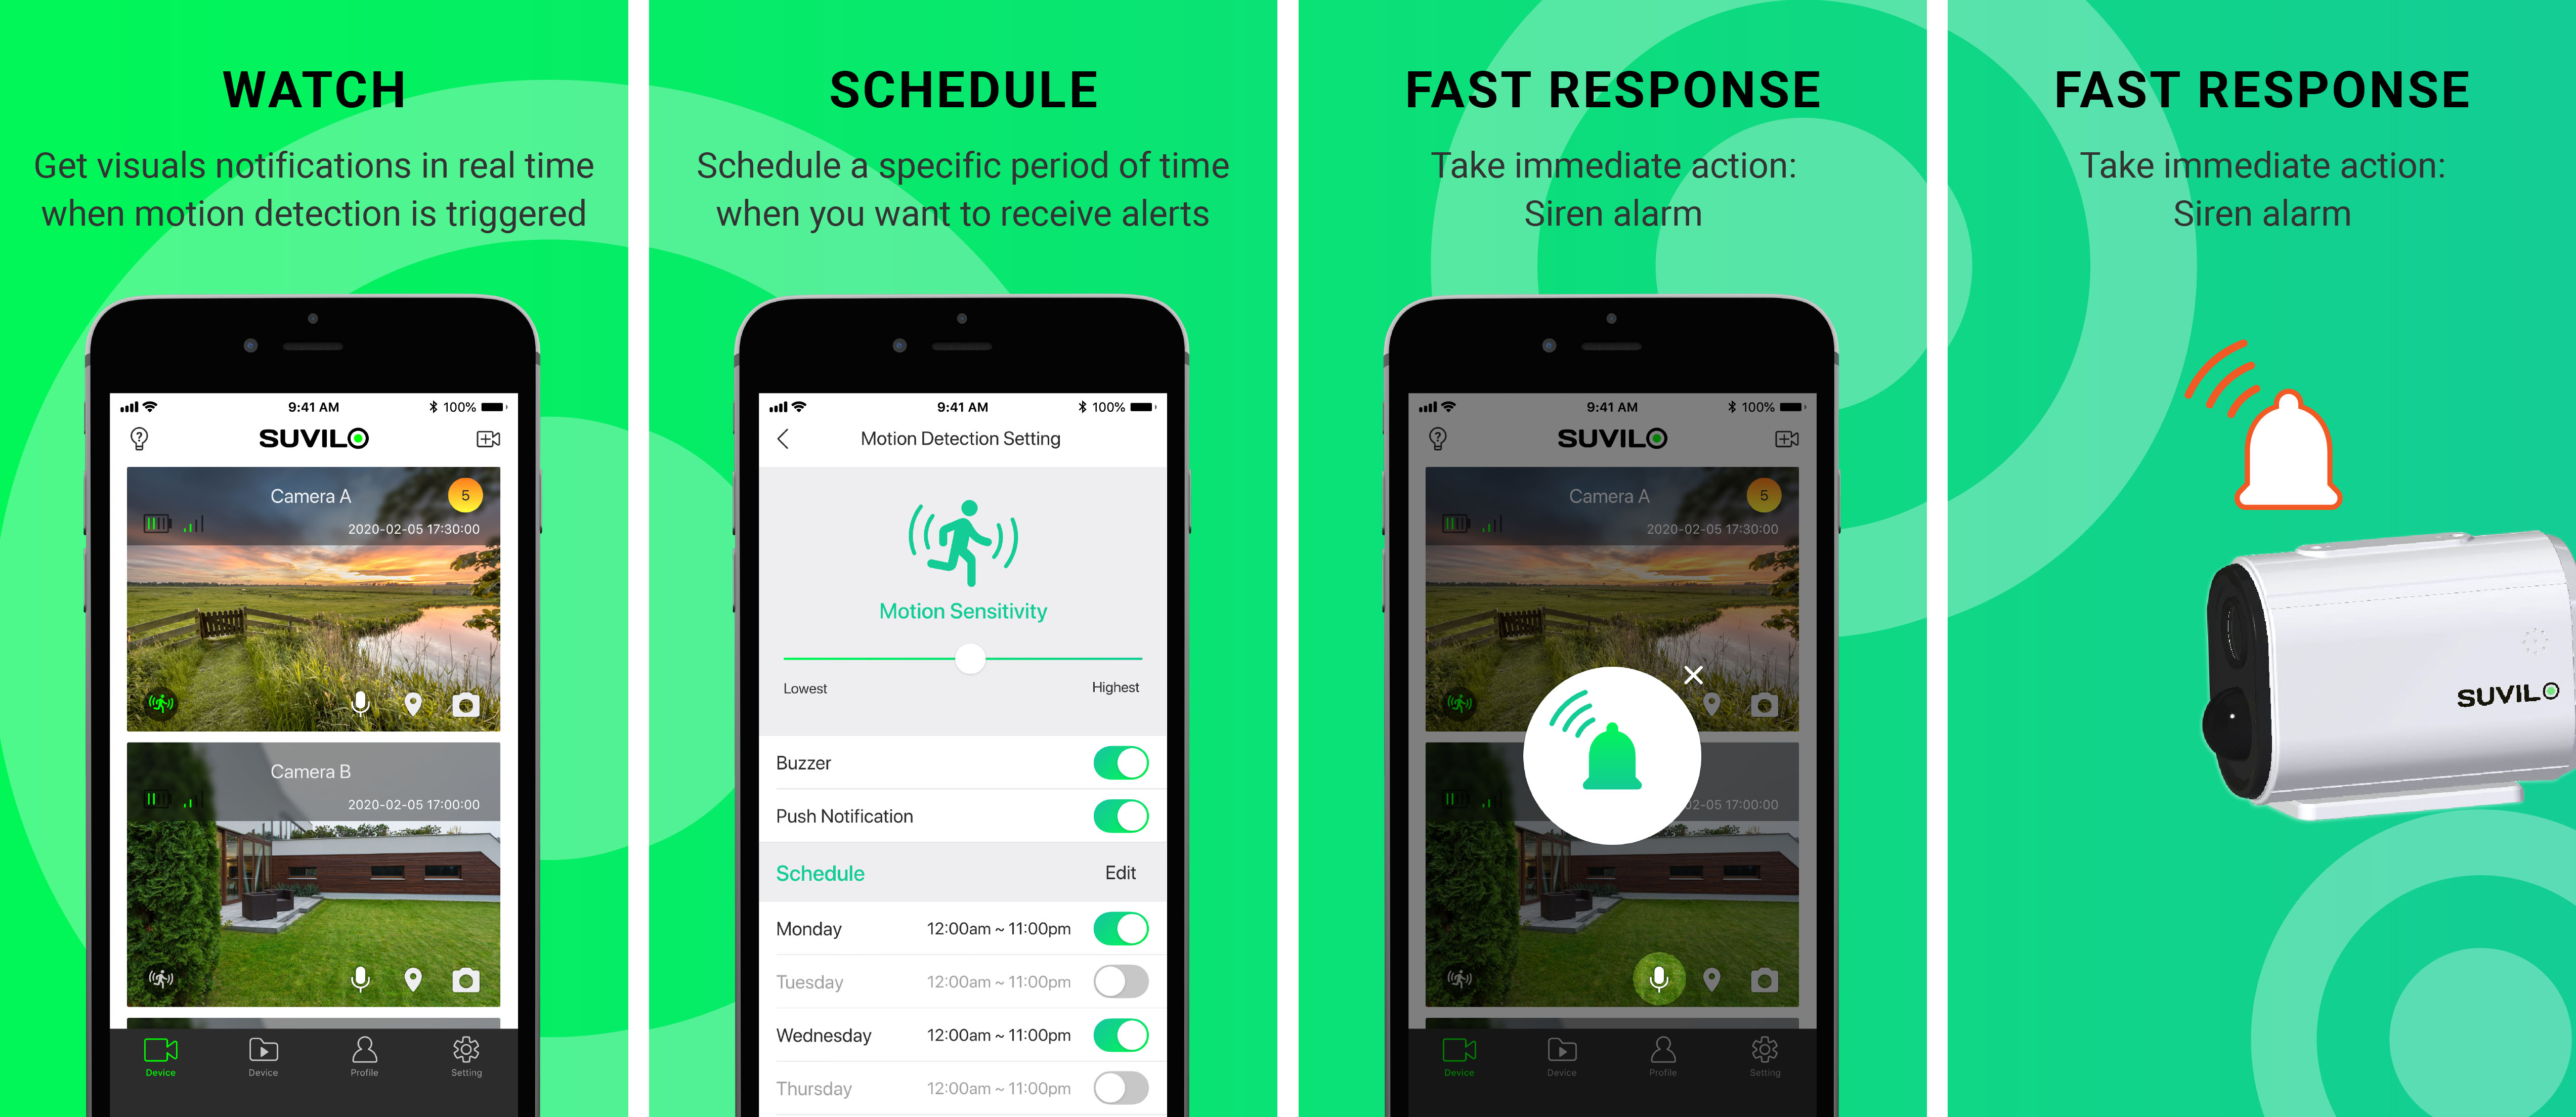 WATCH
Get visuals notifications in real time
when motion detection is triggered
9:41 AM
100%
SUVILO
Camera A
5
2020-02-05 17:30:00
Camera B
2020-02-05 17:00:00
Device
Device
Profile
Setting
SCHEDULE
Schedule a specific period of time
when you want to receive alerts
9:41 AM
100%
Motion Detection Setting
Motion Sensitivity
Lowest
Highest
Buzzer
Push Notification
Schedule
Edit
Monday 12:00am ~ 11:00pm
Tuesday 12:00am ~ 11:00pm
Wednesday 12:00am ~ 11:00pm
Thursday 12:00am ~ 11:00pm
FAST RESPONSE
Take immediate action:
Siren alarm
9:41 AM
100%
SUVILO
Camera A
5
2020-02-05 17:30:00
02-05 17:00:00
Device
Device
Profile
Setting
FAST RESPONSE
Take immediate action:
Siren alarm
SUVILO